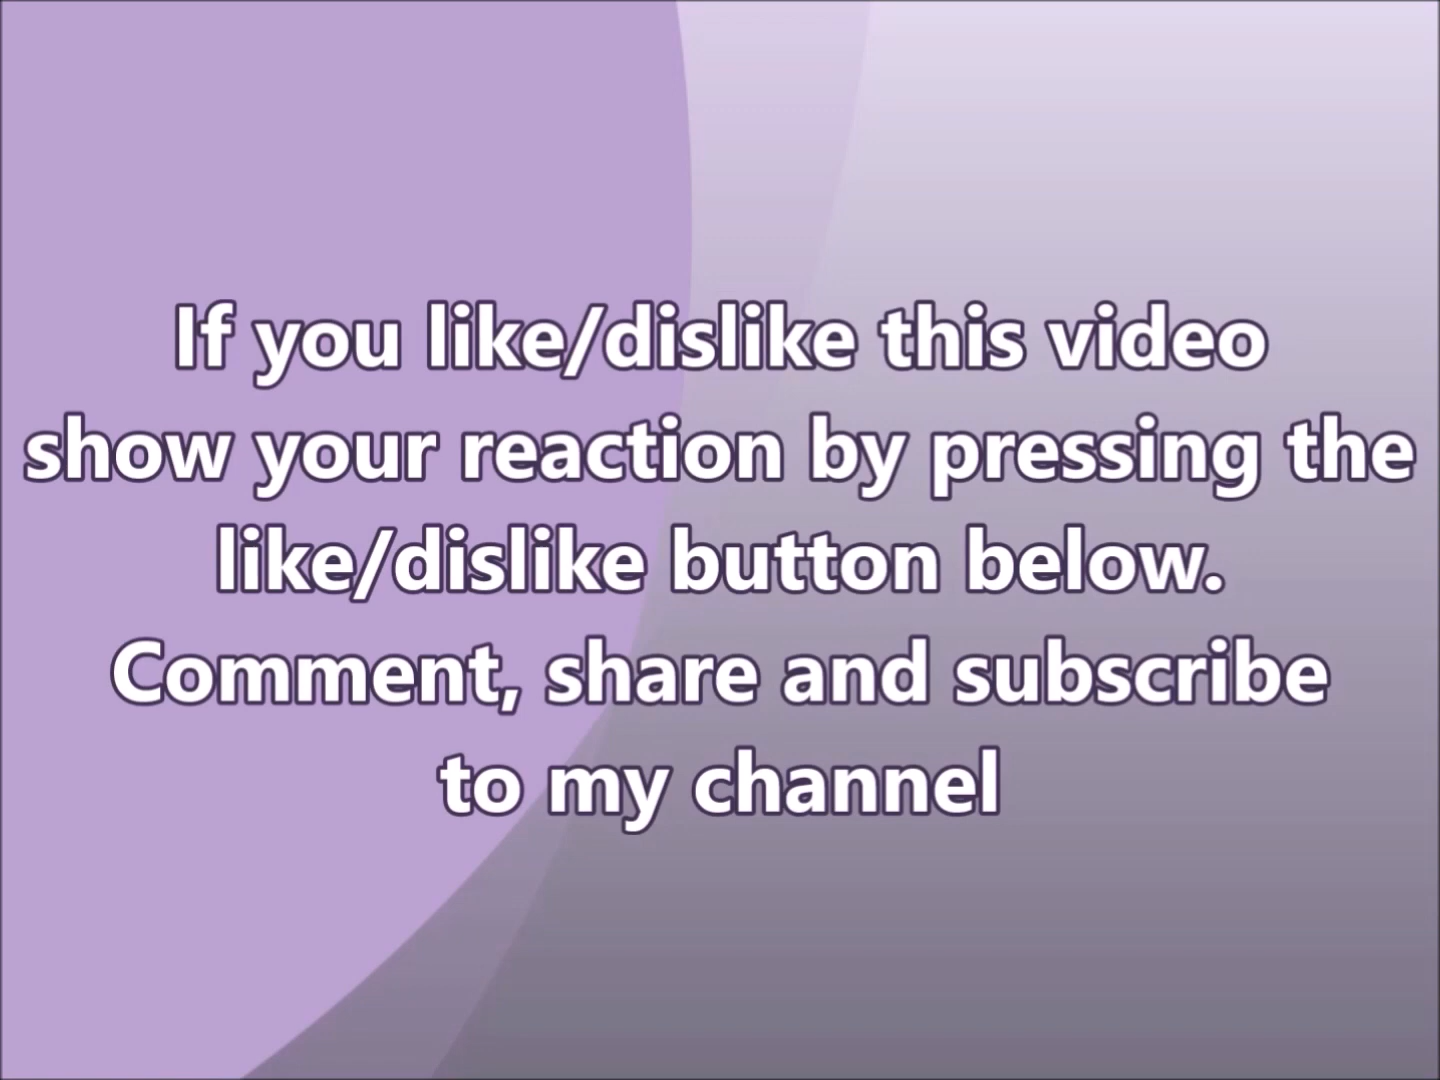 If you like/dislike this video
show your reaction by pressing the
like/dislike button below.
Comment, share and subscribe
to my channel